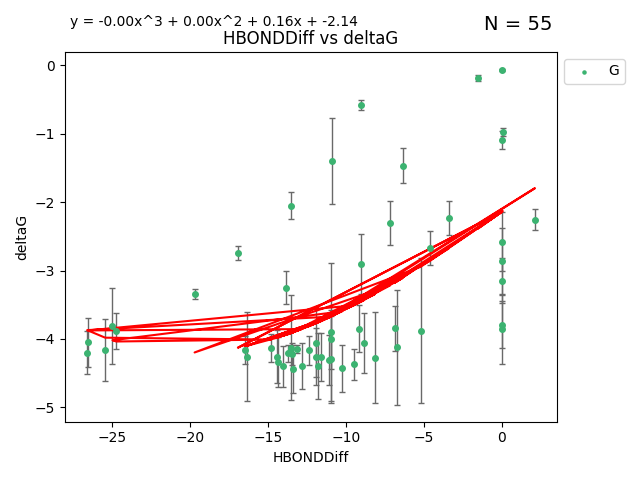 y = -0.00x^3 + 0.00x^2 + 0.16x + -2.14
N = 55
HBONDDiff vs deltaG
G
0
−1
−2
−3
−4
−5
deltaG
−25 −20 −15 −10 −5 0
HBONDDiff